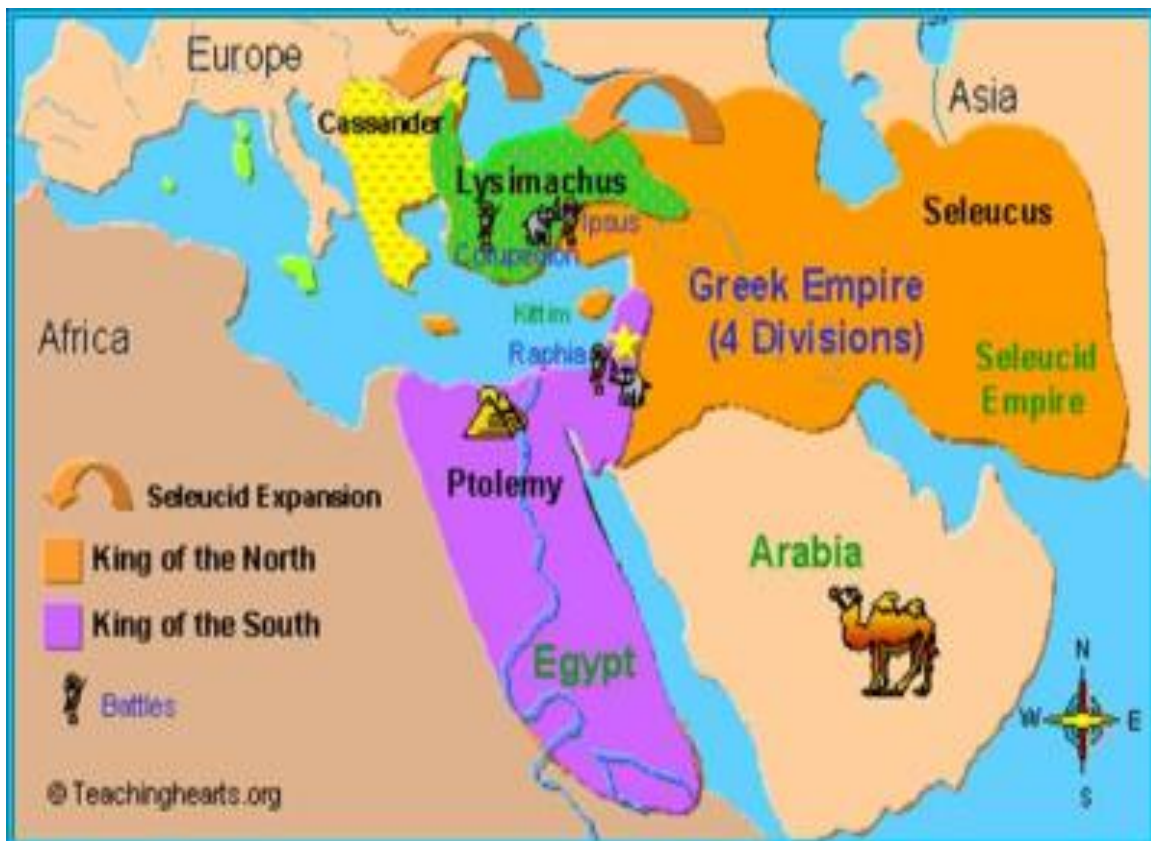 Europe
Asia
Cassander
Lysimachus
Seleucus
Ipsus
Corupegion
Greek Empire
(4 Divisions)
Kittim
Africa
Raphia
Seleucid
Empire
Ptolemy
Seleucid Expansion
King of the North
Arabia
King of the South
Egypt
N
Battles
W
E
© Teachinghearts.org
S